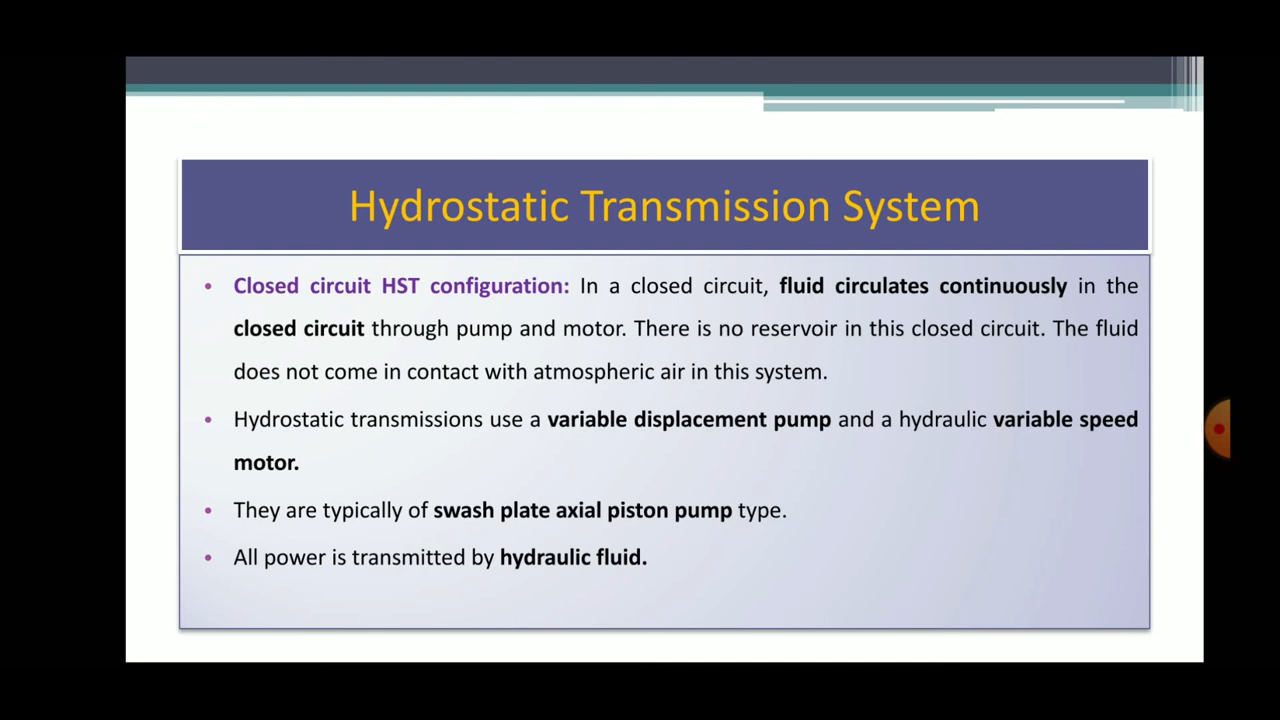 Hydrostatic Transmission System
• Closed circuit HST configuration: In a closed circuit, fluid circulates continuously in the
closed circuit through pump and motor. There is no reservoir in this closed circuit. The fluid
does not come in contact with atmospheric air in this system.
• Hydrostatic transmissions use a variable displacement pump and a hydraulic variable speed
motor.
• They are typically of swash plate axial piston pump type.
• All power is transmitted by hydraulic fluid.